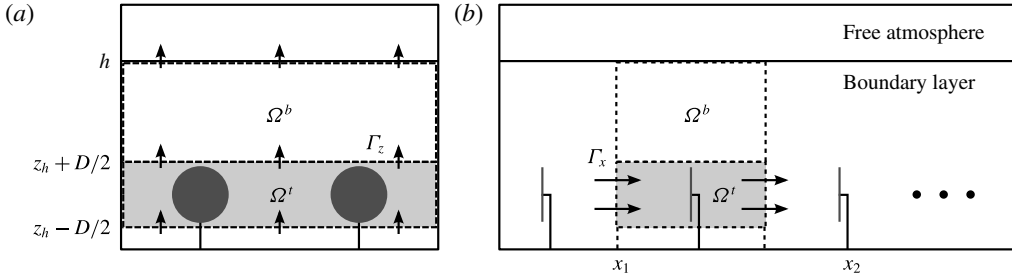 (a)
h
Ω^b
z_h + D/2
Γ_z
Ω^t
z_h − D/2
(b)
Free atmosphere
Boundary layer
Ω^b
Γ_x
Ω^t
x_1
x_2